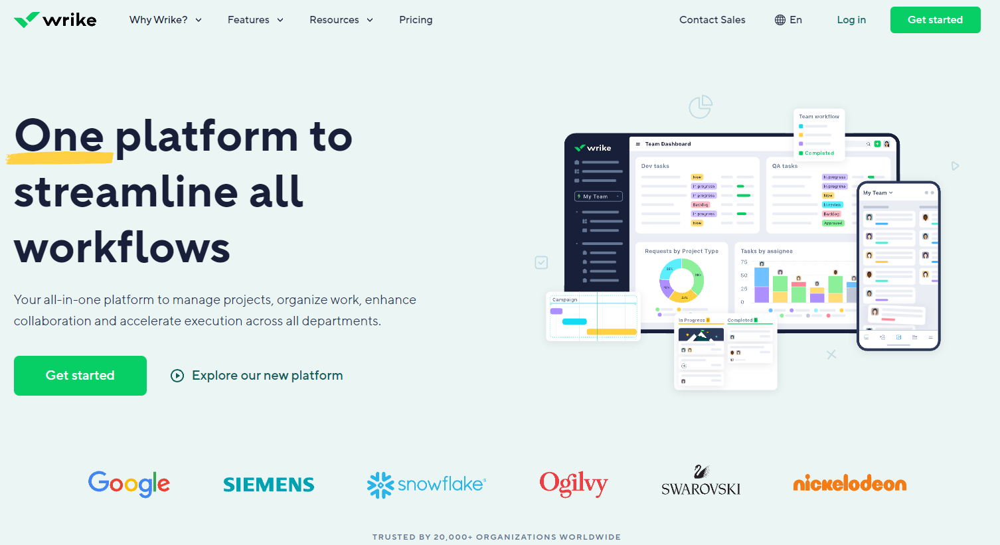 wrike
Why Wrike?
Features
Resources
Pricing
Contact Sales
En
Log in
Get started
One platform to
streamline all
workflows
Your all-in-one platform to manage projects, organize work, enhance
collaboration and accelerate execution across all departments.
Get started
Explore our new platform
Team workflow
Completed
wrike
Team Dashboard
My Team
Dev tasks
New
In progress
In progress
Backlog
In progress
New
QA tasks
In progress
In progress
New
In review
Backlog
Approved
My Team
Requests by Project Type
Tasks by assignee
75
50
25
0
Campaign
In Progress
Completed
Google
SIEMENS
snowflake®
Ogilvy
SWAROVSKI
nickelodeon
TRUSTED BY 20,000+ ORGANIZATIONS WORLDWIDE